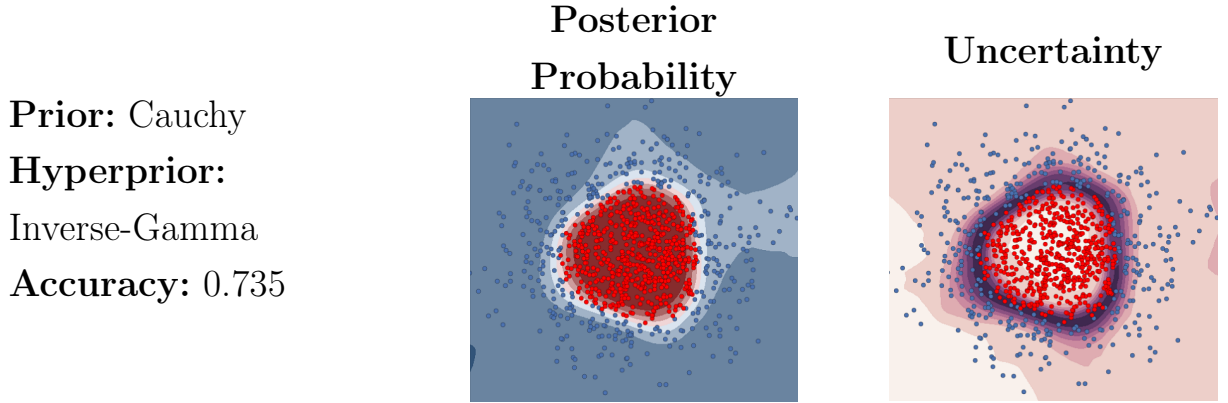 Prior: Cauchy
Hyperprior:
Inverse-Gamma
Accuracy: 0.735
Posterior
Probability
Uncertainty